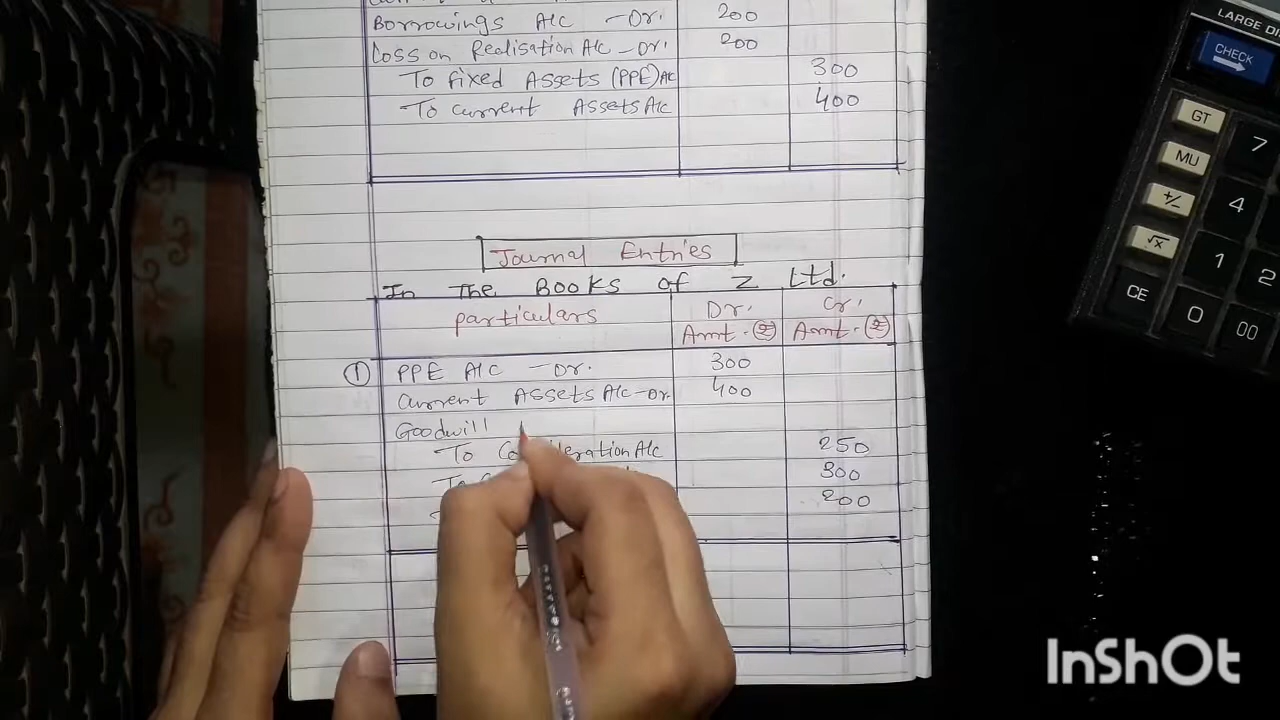 Borrowings A/c - Dr. 200
Loss on Realisation A/c - Dr. 200
To fixed Assets (PPE) A/c 300
To current Assets A/c 400
Journal Entries
In The Books of Z Ltd.
particulars Dr. Amt. (₹) Cr. Amt. (₹)
① PPE A/c - Dr. 300
Current Assets A/c - Dr. 400
Goodwill
To A/c 250
To 300
200
LARGE DI
CHECK
GT
7
MU
+/-
4
√x
1
2
CE
0
00
InShOt